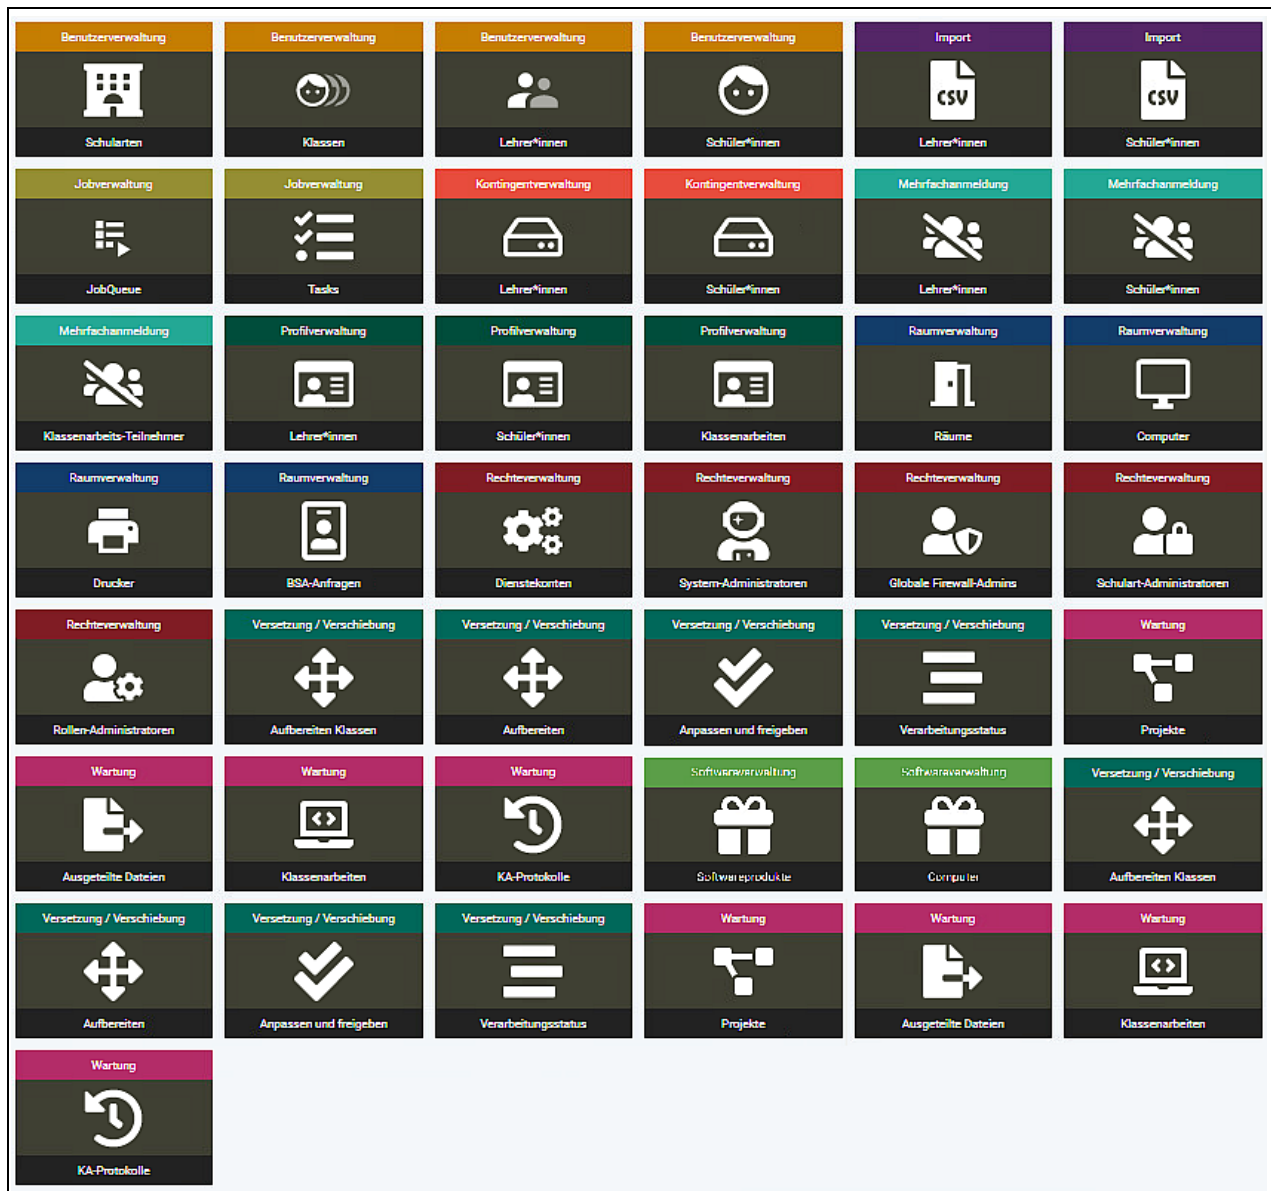 Benutzerverwaltung Benutzerverwaltung Benutzerverwaltung Benutzerverwaltung Import Import
CSV CSV
Schularten Klassen Lehrer*innen Schüler*innen Lehrer*innen Schüler*innen
Jobverwaltung Jobverwaltung Kontingentverwaltung Kontingentverwaltung Mehrfachanmeldung Mehrfachanmeldung
JobQueue Tasks Lehrer*innen Schüler*innen Lehrer*innen Schüler*innen
Mehrfachanmeldung Profilverwaltung Profilverwaltung Profilverwaltung Raumverwaltung Raumverwaltung
Klassenarbeits-Teilnehmer Lehrer*innen Schüler*innen Klassenarbeiten Räume Computer
Raumverwaltung Raumverwaltung Rechteverwaltung Rechteverwaltung Rechteverwaltung Rechteverwaltung
Drucker BSA-Anfragen Dienstekonten System-Administratoren Globale Firewall-Admins Schulart-Administratoren
Rechteverwaltung Versetzung / Verschiebung Versetzung / Verschiebung Versetzung / Verschiebung Versetzung / Verschiebung Wartung
Rollen-Administratoren Aufbereiten Klassen Aufbereiten Anpassen und freigeben Verarbeitungsstatus Projekte
Wartung Wartung Wartung Softwareverwaltung Softwareverwaltung Versetzung / Verschiebung
Ausgeteilte Dateien Klassenarbeiten KA-Protokolle Softwareprodukte Computer Aufbereiten Klassen
Versetzung / Verschiebung Versetzung / Verschiebung Versetzung / Verschiebung Wartung Wartung Wartung
Aufbereiten Anpassen und freigeben Verarbeitungsstatus Projekte Ausgeteilte Dateien Klassenarbeiten
Wartung
KA-Protokolle